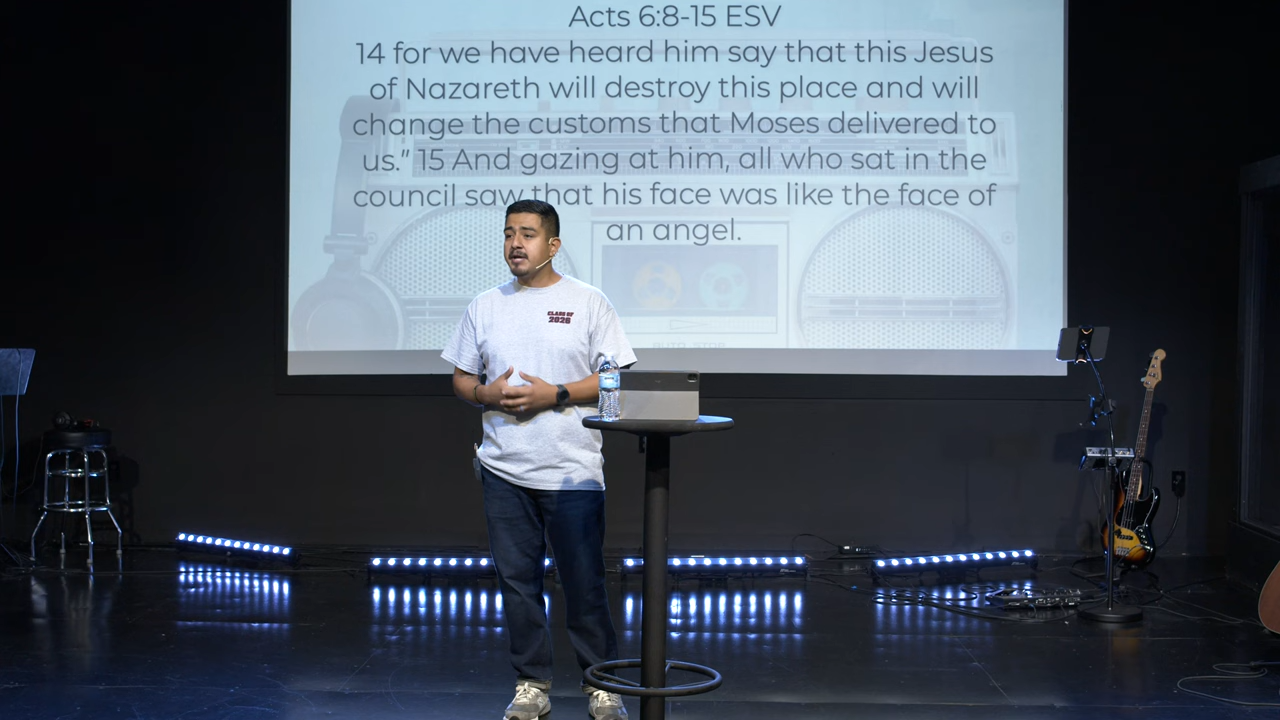 Acts 6:8-15 ESV
14 for we have heard him say that this Jesus
of Nazareth will destroy this place and will
change the customs that Moses delivered to
us.” 15 And gazing at him, all who sat in the
council saw that his face was like the face of
an angel.
AUTO STOP
CLASS OF
2026